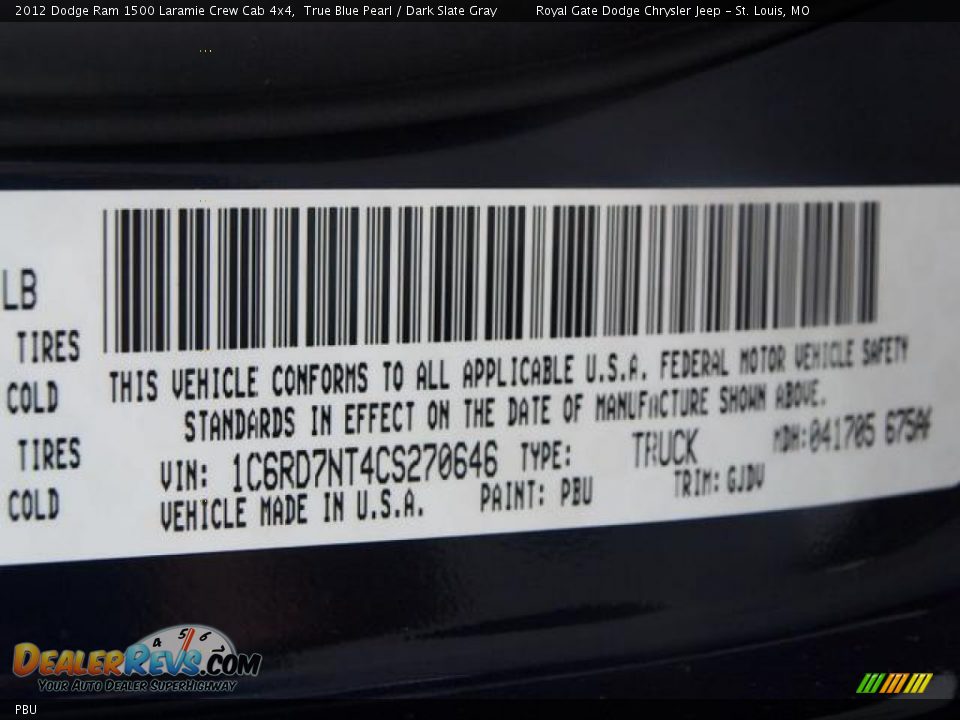 2012 Dodge Ram 1500 Laramie Crew Cab 4x4, True Blue Pearl / Dark Slate Gray Royal Gate Dodge Chrysler Jeep - St. Louis, MO
LB
TIRES
COLD
TIRES
COLD
THIS VEHICLE CONFORMS TO ALL APPLICABLE U.S.A. FEDERAL MOTOR VEHICLE SAFETY
STANDARDS IN EFFECT ON THE DATE OF MANUFACTURE SHOWN ABOVE.
VIN: 1C6RD7NT4CS270646 TYPE: TRUCK MDH:041705
VEHICLE MADE IN U.S.A. PAINT: PBU TRIM: GJDV
4 5 6
DEALERREVS.COM
YOUR AUTO DEALER SUPERHIGHWAY
PBU